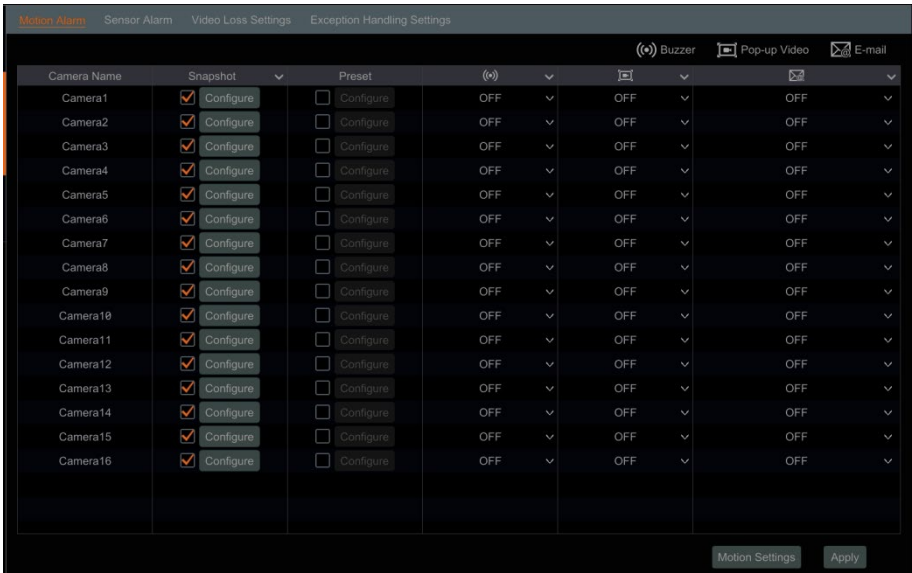 Motion Alarm Sensor Alarm Video Loss Settings Exception Handling Settings
Buzzer Pop-up Video E-mail
Camera Name Snapshot Preset
Camera1 Configure Configure OFF OFF OFF
Camera2 Configure Configure OFF OFF OFF
Camera3 Configure Configure OFF OFF OFF
Camera4 Configure Configure OFF OFF OFF
Camera5 Configure Configure OFF OFF OFF
Camera6 Configure Configure OFF OFF OFF
Camera7 Configure Configure OFF OFF OFF
Camera8 Configure Configure OFF OFF OFF
Camera9 Configure Configure OFF OFF OFF
Camera10 Configure Configure OFF OFF OFF
Camera11 Configure Configure OFF OFF OFF
Camera12 Configure Configure OFF OFF OFF
Camera13 Configure Configure OFF OFF OFF
Camera14 Configure Configure OFF OFF OFF
Camera15 Configure Configure OFF OFF OFF
Camera16 Configure Configure OFF OFF OFF
Motion Settings Apply